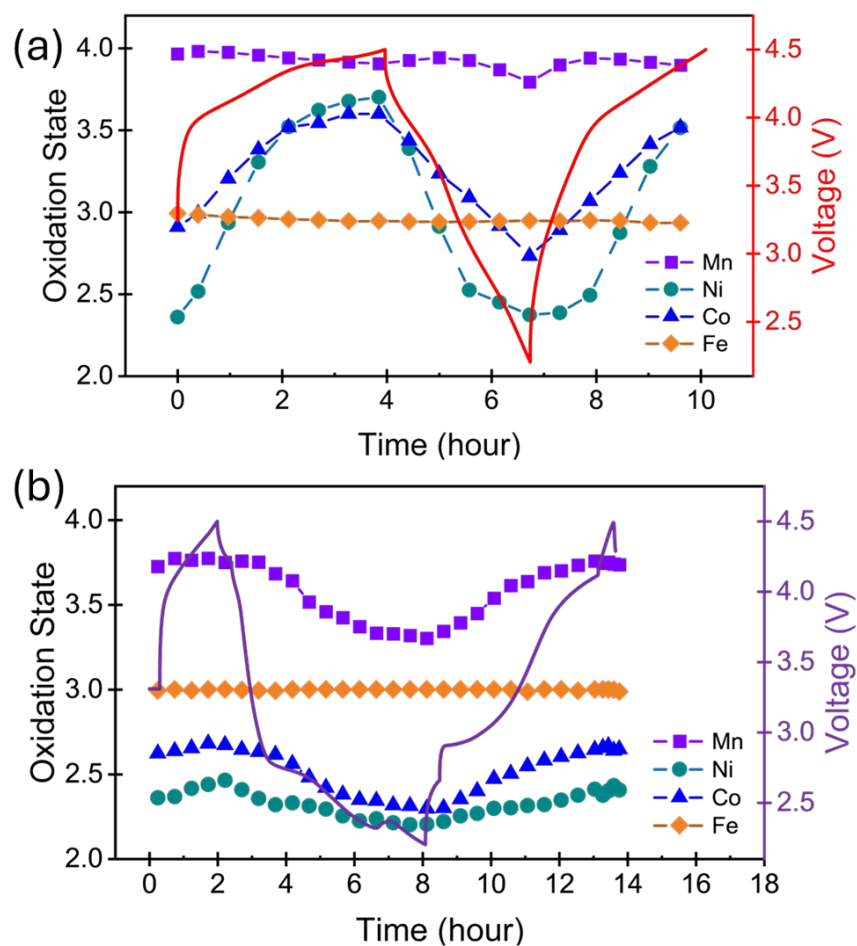 (a)
4.0
3.5
3.0
2.5
2.0
Oxidation State
4.5
4.0
3.5
3.0
2.5
Voltage (V)
Mn
Ni
Co
Fe
0 2 4 6 8 10
Time (hour)
(b)
4.0
3.5
3.0
2.5
2.0
Oxidation State
4.5
4.0
3.5
3.0
2.5
Voltage (V)
Mn
Ni
Co
Fe
0 2 4 6 8 10 12 14 16 18
Time (hour)